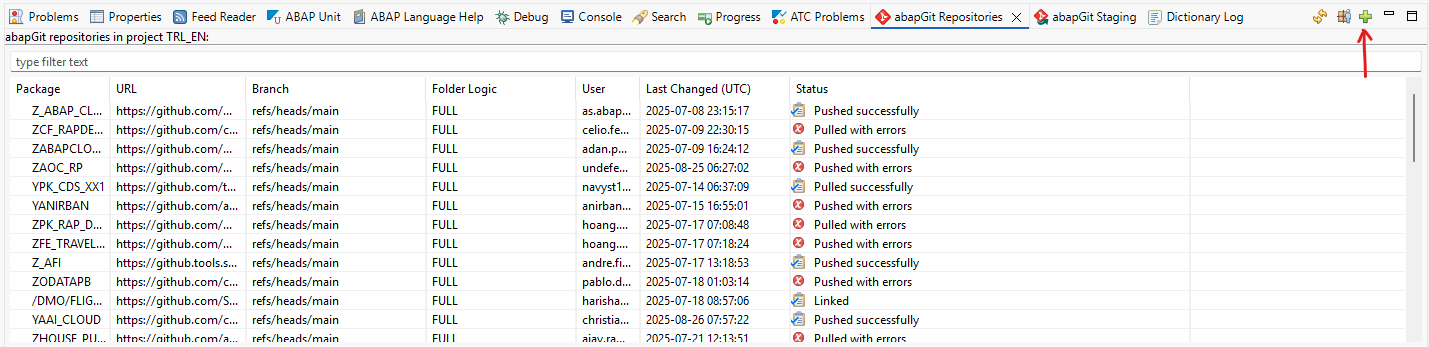 Problems Properties Feed Reader ABAP Unit ABAP Language Help Debug Console Search Progress ATC Problems abapGit Repositories abapGit Staging Dictionary Log
abapGit repositories in project TRL_EN:
type filter text
Package URL Branch Folder Logic User Last Changed (UTC) Status
Z_ABAP_CL... https://github.com/... refs/heads/main FULL as.abap... 2025-07-08 23:15:17 Pushed successfully
ZCF_RAPDE... https://github.com/c... refs/heads/main FULL celio.fe... 2025-07-09 22:30:15 Pulled with errors
ZABAPCLO... https://github.com/... refs/heads/main FULL adan.p... 2025-07-09 16:24:12 Pushed successfully
ZAOC_RP https://github.com/... refs/heads/main FULL undefe... 2025-08-25 06:27:02 Pushed with errors
YPK_CDS_XX1 https://github.com/t... refs/heads/main FULL navyst1... 2025-07-14 06:37:09 Pulled successfully
YANIRBAN https://github.com/a... refs/heads/main FULL anirban... 2025-07-15 16:55:01 Pushed with errors
ZPK_RAP_D... https://github.com/... refs/heads/main FULL hoang.... 2025-07-17 07:08:48 Pulled with errors
ZFE_TRAVEL... https://github.com/... refs/heads/main FULL hoang.... 2025-07-17 07:18:24 Pushed with errors
Z_AFI https://github.tools.s... refs/heads/main FULL andre.fi... 2025-07-17 13:18:53 Pushed successfully
ZODATAPB https://github.com/c... refs/heads/main FULL pablo.d... 2025-07-18 01:03:14 Pushed with errors
/DMO/FLIG... https://github.com/S... refs/heads/main FULL harisha... 2025-07-18 08:57:06 Linked
YAAI_CLOUD https://github.com/c... refs/heads/main FULL christia... 2025-08-26 07:57:22 Pushed successfully
ZHOUSE_PU... https://github.com/a... refs/heads/main FULL ajay.ra... 2025-07-21 12:13:51 Pulled with errors